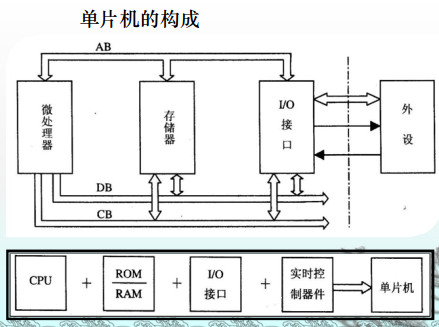 单片机的构成
AB
微处理器
存储器
I/O
接口
外设
DB
CB
CPU + ROM/RAM + I/O接口 + 实时控制器件 单片机